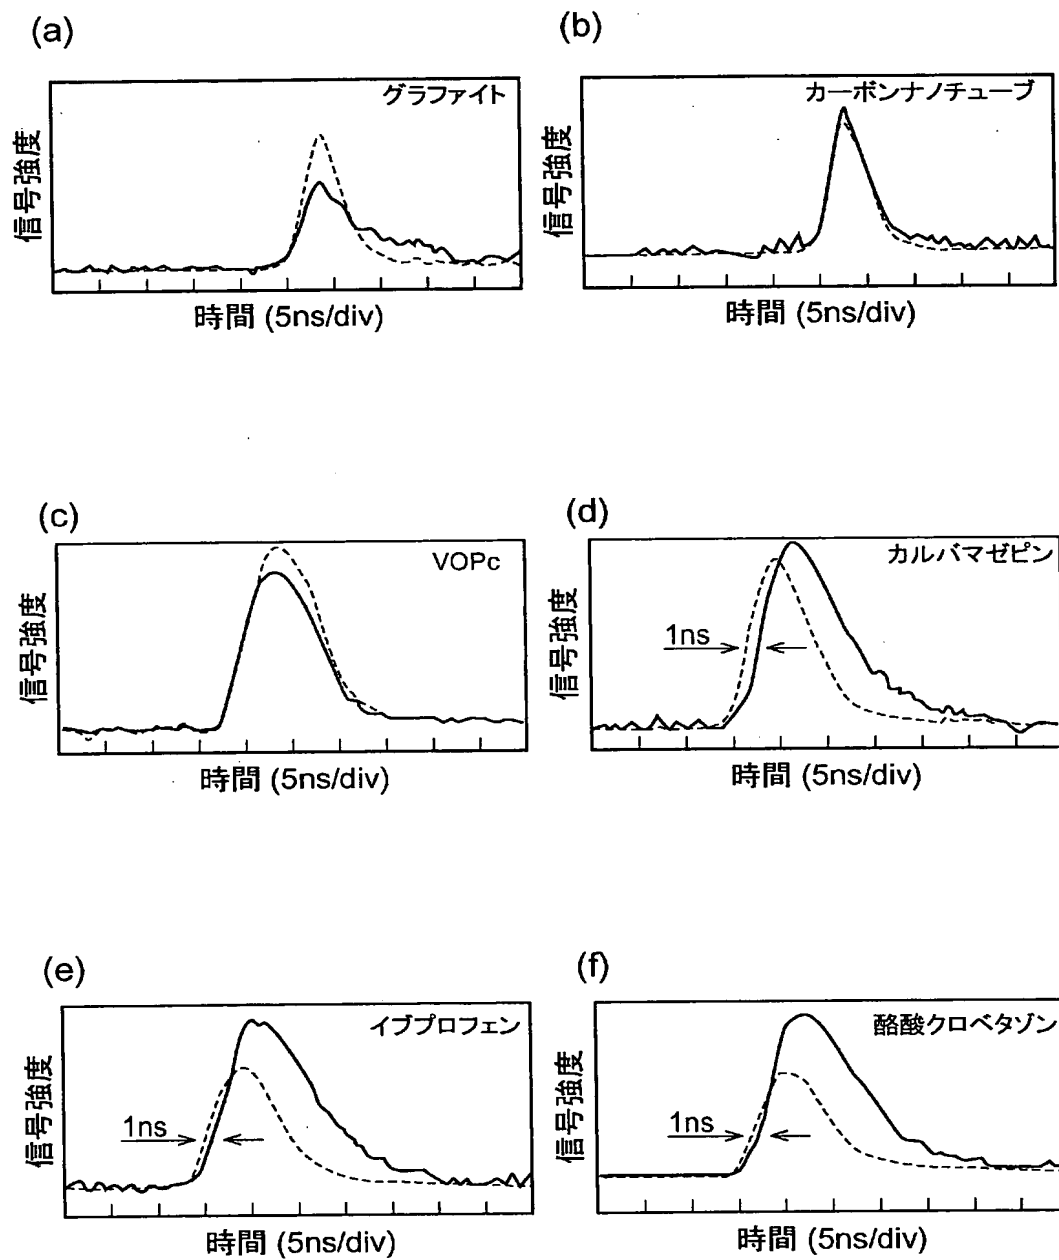 (a)
グラファイト
信号強度
時間 (5ns/div)
(b)
カーボンナノチューブ
信号強度
時間 (5ns/div)
(c)
VOPc
信号強度
時間 (5ns/div)
(d)
カルバマゼピン
1ns
信号強度
時間 (5ns/div)
(e)
イブプロフェン
1ns
信号強度
時間 (5ns/div)
(f)
酪酸クロベタゾン
1ns
信号強度
時間 (5ns/div)